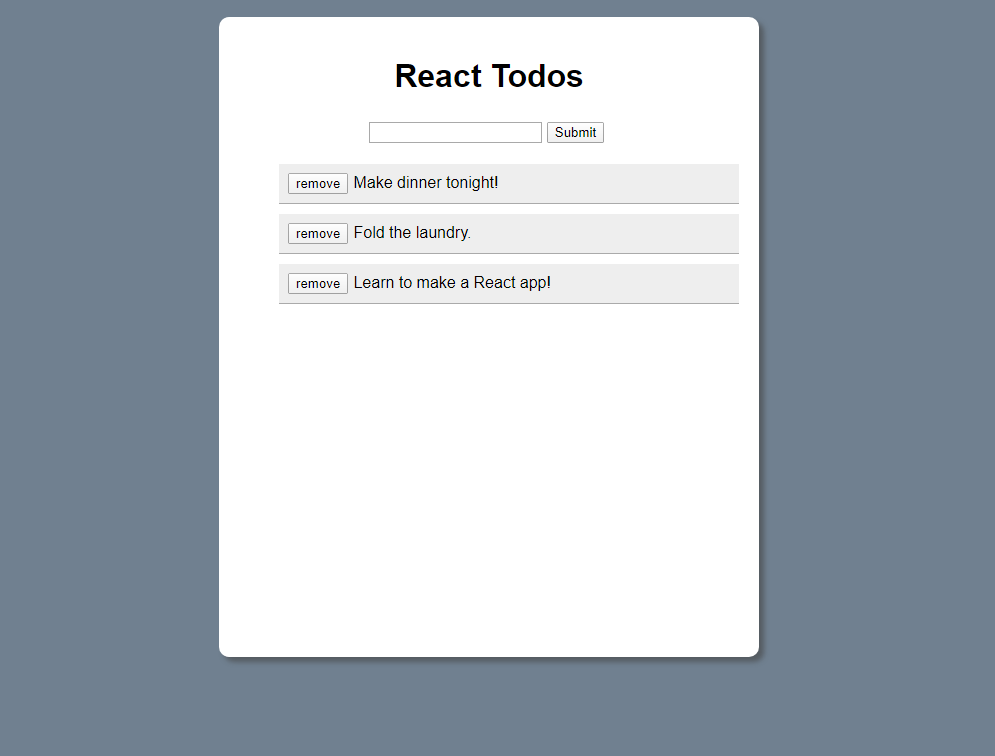 React Todos
Submit
remove Make dinner tonight!
remove Fold the laundry.
remove Learn to make a React app!